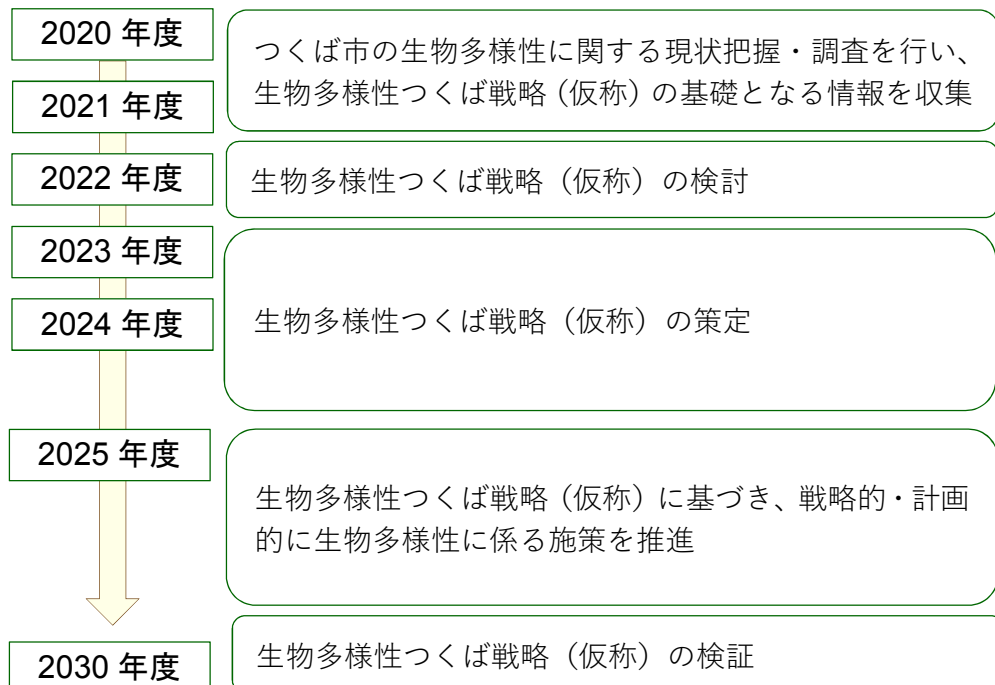 2020 年度
つくば市の生物多様性に関する現状把握・調査を行い、
生物多様性つくば戦略（仮称）の基礎となる情報を収集
2021 年度
2022 年度
生物多様性つくば戦略（仮称）の検討
2023 年度
2024 年度
生物多様性つくば戦略（仮称）の策定
2025 年度
生物多様性つくば戦略（仮称）に基づき、戦略的・計画
的に生物多様性に係る施策を推進
2030 年度
生物多様性つくば戦略（仮称）の検証